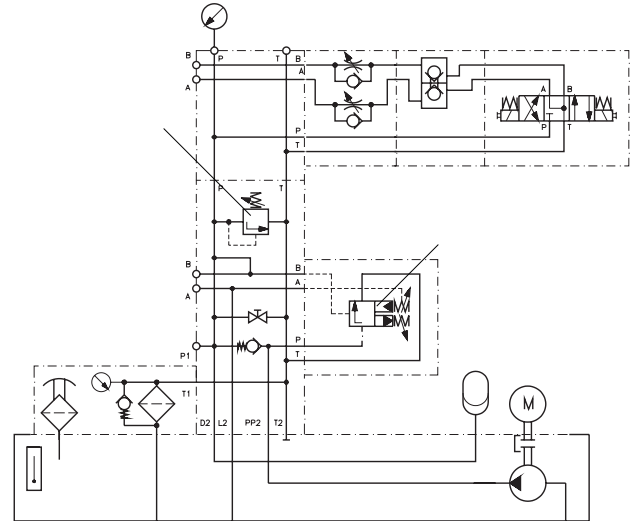 B P T B
A A
A B
P P T
T
P T
B B
A A
P
P1 T
T1 D2 L2 PP2 T2
M